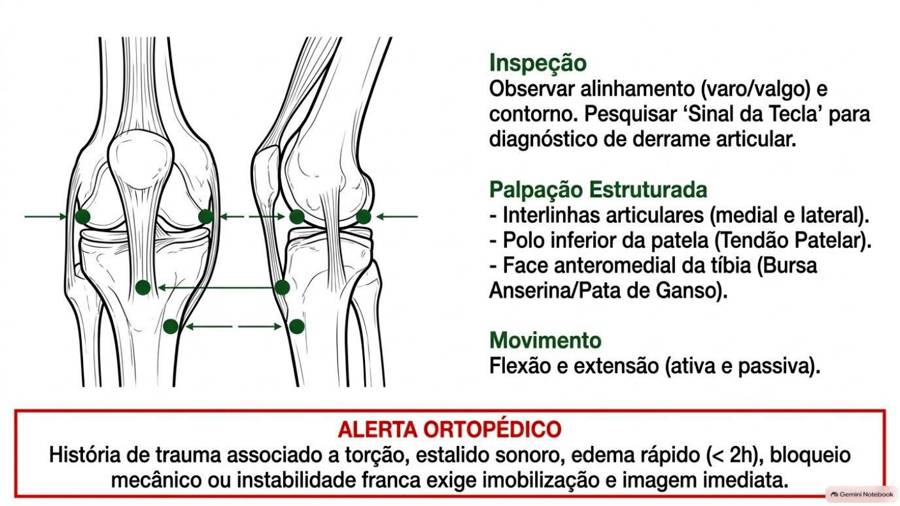 Inspeção
Observar alinhamento (varo/valgo) e
contorno. Pesquisar ‘Sinal da Tecla’ para
diagnóstico de derrame articular.
Palpação Estruturada
- Interlinhas articulares (medial e lateral).
- Polo inferior da patela (Tendão Patelar).
- Face anteromedial da tíbia (Bursa
Anserina/Pata de Ganso).
Movimento
Flexão e extensão (ativa e passiva).
ALERTA ORTOPÉDICO
História de trauma associado a torção, estalido sonoro, edema rápido (< 2h), bloqueio
mecânico ou instabilidade franca exige imobilização e imagem imediata.
Gemini Notebook